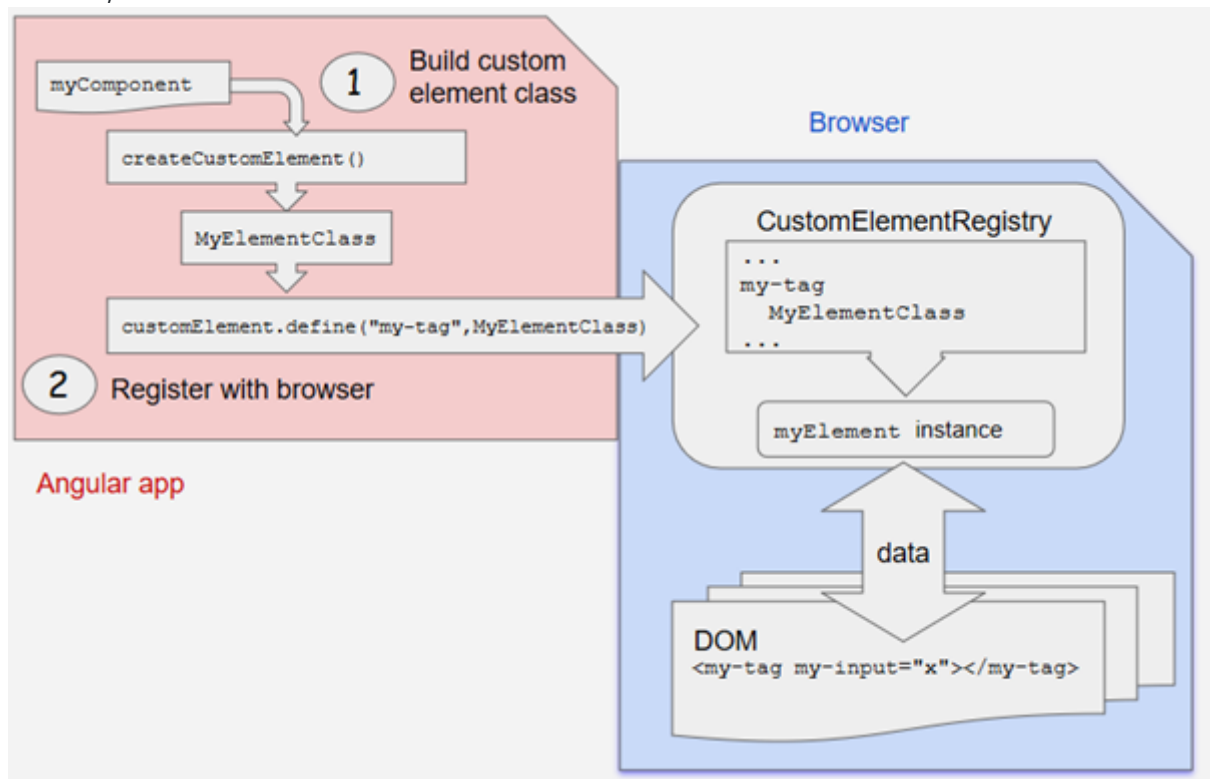 myComponent
1
Build custom
element class
createCustomElement()
MyElementClass
customElement.define("my-tag",MyElementClass)
2
Register with browser
Angular app
Browser
CustomElementRegistry
...
my-tag
MyElementClass
...
myElement instance
data
DOM
<my-tag my-input="x"></my-tag>